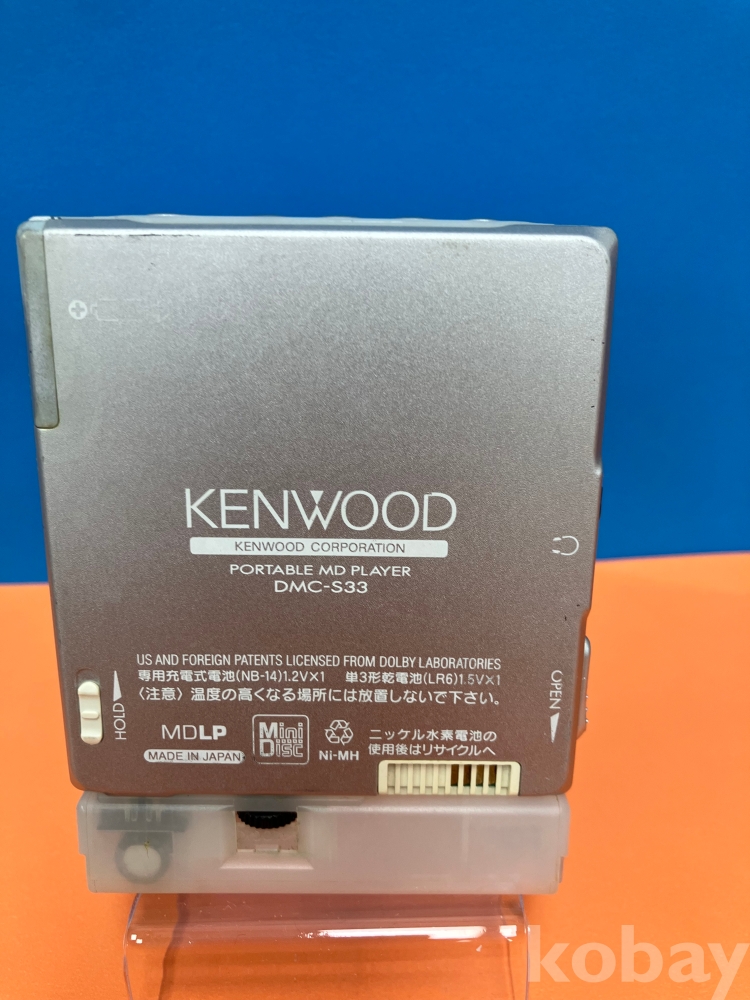 KENWOOD
KENWOOD CORPORATION
PORTABLE MD PLAYER
DMC-S33
US AND FOREIGN PATENTS LICENSED FROM DOLBY LABORATORIES
専用充電式電池(NB-14)1.2V×1 単3形乾電池(LR6)1.5V×1
〈注意〉温度の高くなる場所には放置しないで下さい。
HOLD
OPEN
MDLP
MADE IN JAPAN
Mini
Disc
Ni-MH
ニッケル水素電池の
使用後はリサイクルへ
kobay